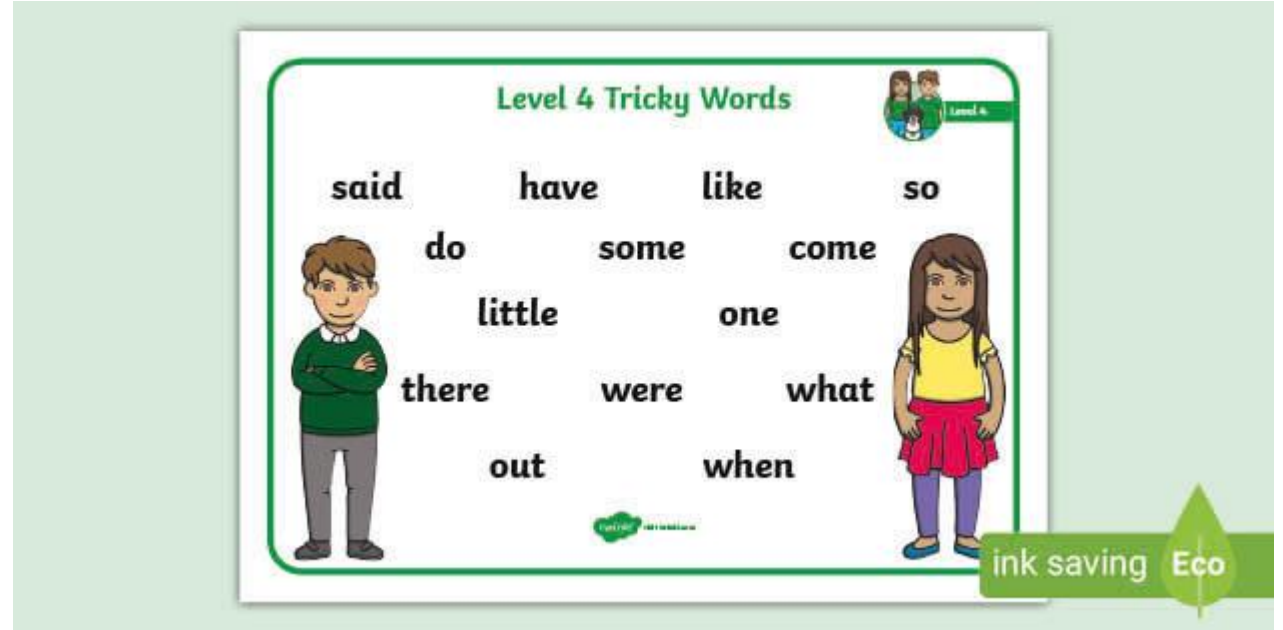 Level 4 Tricky Words
Level 4
said have like so
do some come
little one
there were what
out when
twinkl
ink saving Eco